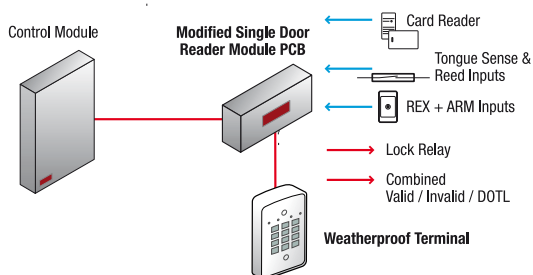 Control Module
Modified Single Door
Reader Module PCB
Card Reader
Tongue Sense &
Reed Inputs
REX + ARM Inputs
Lock Relay
Combined
Valid / Invalid / DOTL
Weatherproof Terminal